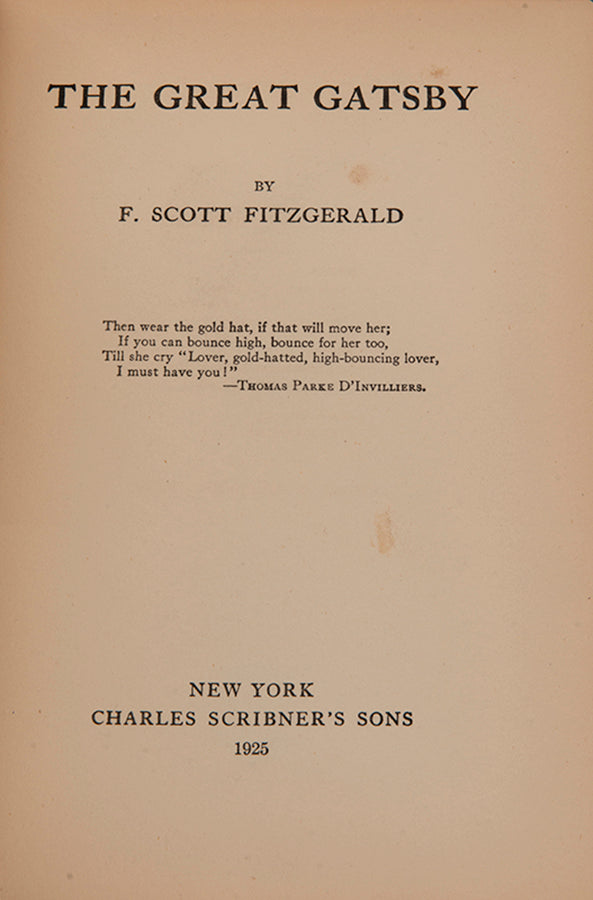 THE GREAT GATSBY
BY
F. SCOTT FITZGERALD
Then wear the gold hat, if that will move her;
If you can bounce high, bounce for her too,
Till she cry "Lover, gold-hatted, high-bouncing lover,
I must have you!"
—THOMAS PARKE D'INVILLIERS.
NEW YORK
CHARLES SCRIBNER'S SONS
1925